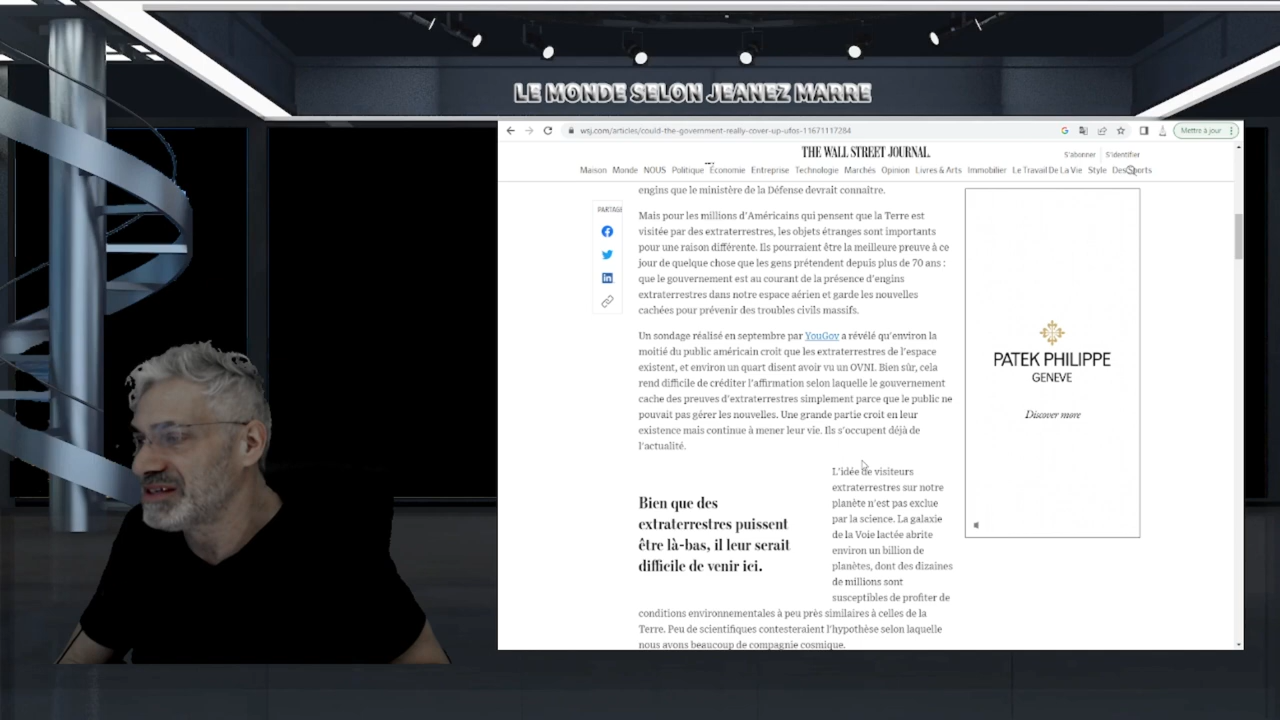 LE MONDE SELON JEANEZ MARRE
wsj.com/articles/could-the-government-really-cover-up-ufos-11671117284
Mettre à jour
THE WALL STREET JOURNAL.
S'abonner
S'identifier
Maison Monde NOUS Politique Économie Entreprise Technologie Marchés Opinion Livres & Arts Immobilier Le Travail De La Vie Style Des Sports
engins que le ministère de la Défense devrait connaître.
PARTAGE
Mais pour les millions d'Américains qui pensent que la Terre est
visitée par des extraterrestres, les objets étranges sont importants
pour une raison différente. Ils pourraient être la meilleure preuve à ce
jour de quelque chose que les gens prétendent depuis plus de 70 ans :
que le gouvernement est au courant de la présence d'engins
extraterrestres dans notre espace aérien et garde les nouvelles
cachées pour prévenir des troubles civils massifs.
Un sondage réalisé en septembre par YouGov a révélé qu'environ la
moitié du public américain croit que les extraterrestres de l'espace
existent, et environ un quart disent avoir vu un OVNI. Bien sûr, cela
rend difficile de créditer l'affirmation selon laquelle le gouvernement
cache des preuves d'extraterrestres simplement parce que le public ne
pouvait pas gérer les nouvelles. Une grande partie croit en leur
existence mais continue à mener leur vie. Ils s'occupent déjà de
l'actualité.
Bien que des
extraterrestres puissent
être là-bas, il leur serait
difficile de venir ici.
L'idée de visiteurs
extraterrestres sur notre
planète n'est pas exclue
par la science. La galaxie
de la Voie lactée abrite
environ un billion de
planètes, dont des dizaines
de millions sont
susceptibles de profiter de
conditions environnementales à peu près similaires à celles de la
Terre. Peu de scientifiques contesteraient l'hypothèse selon laquelle
nous avons beaucoup de compagnie cosmique.
PATEK PHILIPPE
GENEVE
Discover more